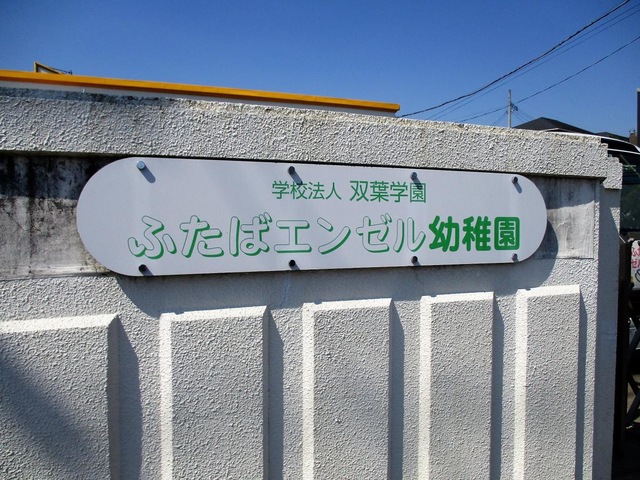 学校法人 双葉学園
ふたばエンゼル幼稚園